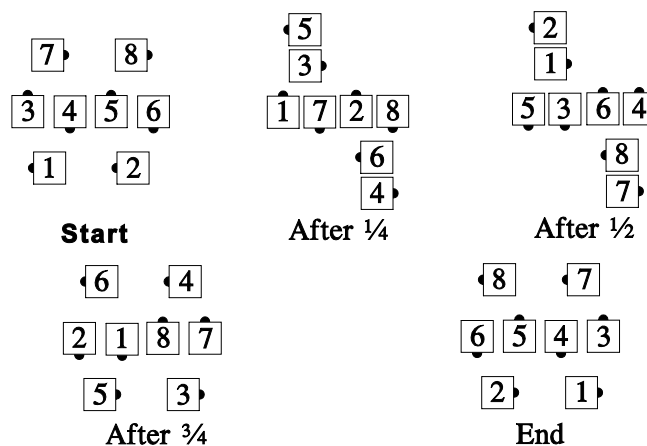 7 8
3 4 5 6
1 2
Start
5
3
1 7 2 8
6
4
After ¼
2
1
5 3 6 4
8
7
After ½
6 4
2 1 8 7
5 3
After ¾
8 7
6 5 4 3
2 1
End